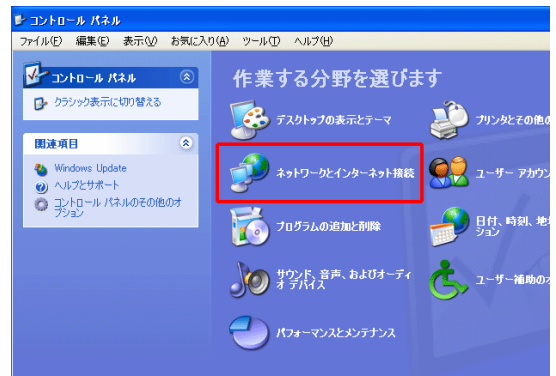 コントロール パネル
ファイル(F) 編集(E) 表示(V) お気に入り(A) ツール(T) ヘルプ(H)
コントロール パネル
クラシック表示に切り替える
関連項目
Windows Update
ヘルプとサポート
コントロール パネルのその他のオ
プション
作業する分野を選びます
デスクトップの表示とテーマ
プリンタとその他の
ネットワークとインターネット接続
ユーザー アカウン
プログラムの追加と削除
日付、時刻、地
ション
サウンド、音声、およびオーディ
オ デバイス
ユーザー補助のオ
パフォーマンスとメンテナンス